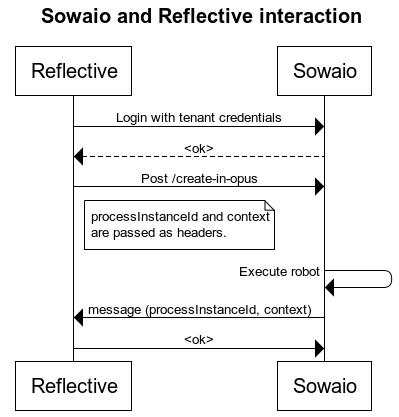 Sowaio and Reflective interaction
Reflective
Sowaio
Login with tenant credentials
<ok>
Post /create-in-opus
processInstanceId and context
are passed as headers.
Execute robot
message (processInstanceId, context)
<ok>
Reflective
Sowaio